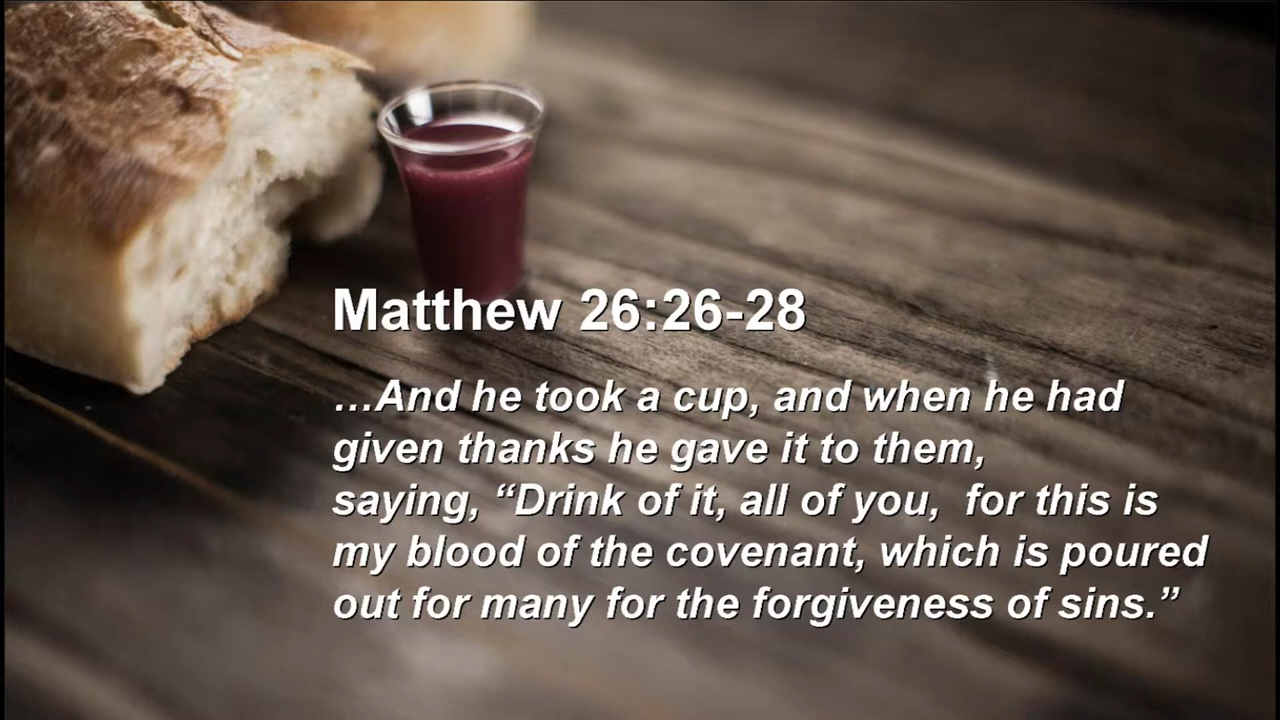 Matthew 26:26-28
…And he took a cup, and when he had
given thanks he gave it to them,
saying, “Drink of it, all of you,  for this is
my blood of the covenant, which is poured
out for many for the forgiveness of sins.”